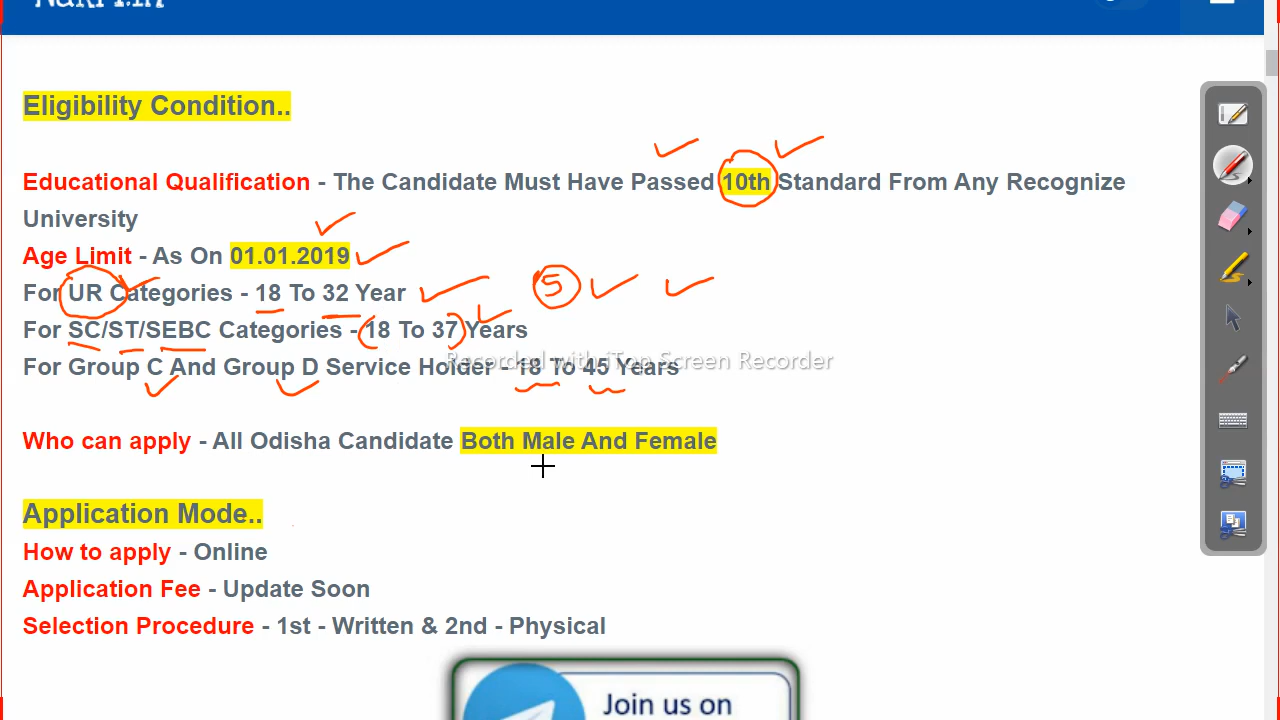 Eligibility Condition..
Educational Qualification - The Candidate Must Have Passed 10th Standard From Any Recognize
University
Age Limit - As On 01.01.2019
For UR Categories - 18 To 32 Year 5
For SC/ST/SEBC Categories - 18 To 37 Years
For Group C And Group D Service Holder - 18 To 45 Years
Recorded with iTop Screen Recorder
Who can apply - All Odisha Candidate Both Male And Female
Application Mode..
How to apply - Online
Application Fee - Update Soon
Selection Procedure - 1st - Written & 2nd - Physical
Join us on